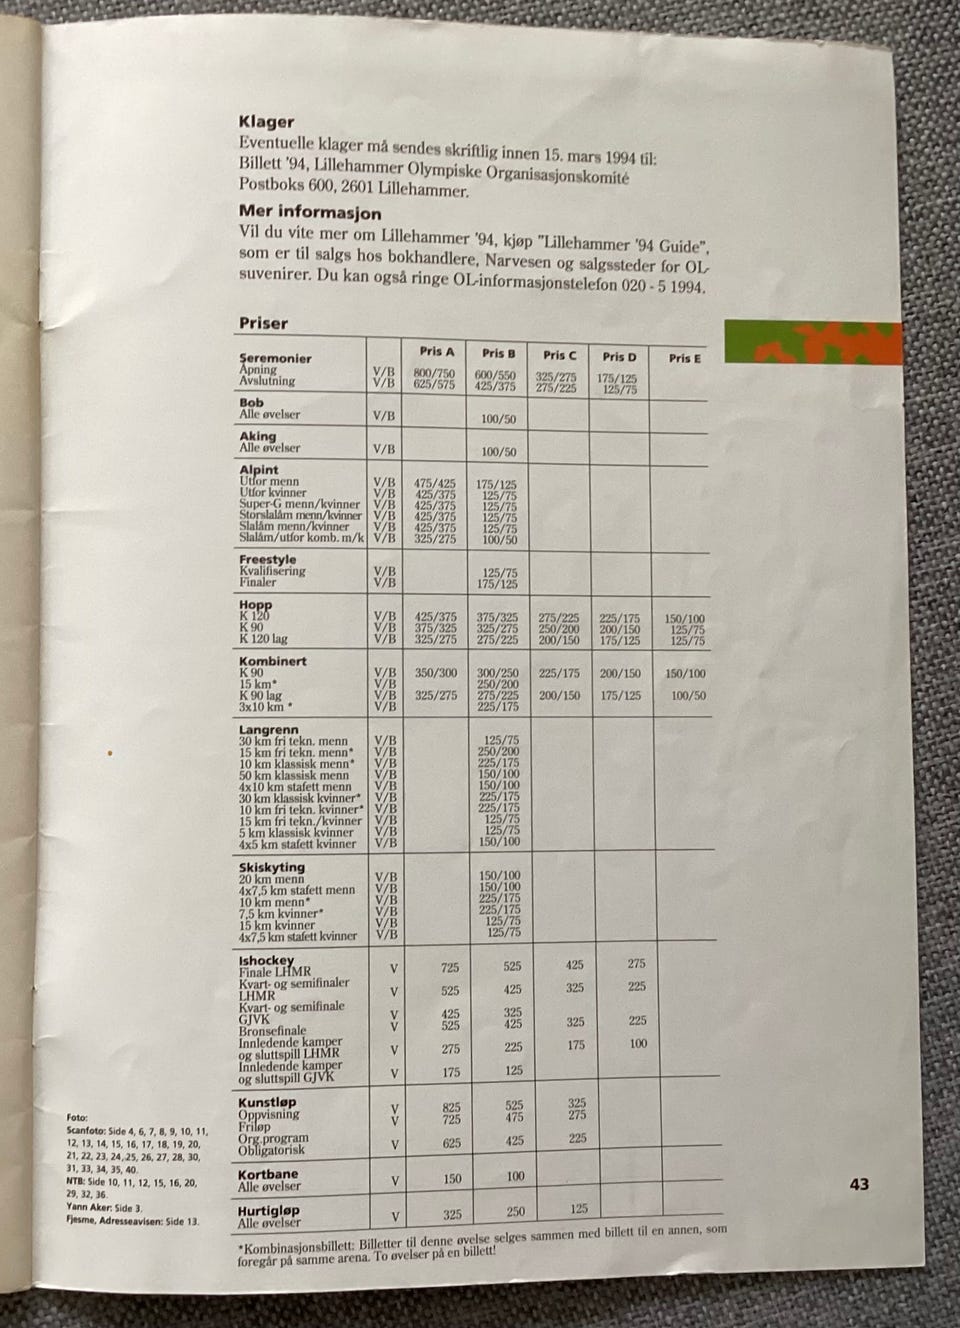 Klager
Eventuelle klager må sendes skriftlig innen 15. mars 1994 til:
Billett '94, Lillehammer Olympiske Organisasjonskomité
Postboks 600, 2601 Lillehammer.
Mer informasjon
Vil du vite mer om Lillehammer '94, kjøp "Lillehammer '94 Guide",
som er til salgs hos bokhandlere, Narvesen og salgssteder for OL-
suvenirer. Du kan også ringe OL-informasjonstelefon 020 - 5 1994.
Priser
Pris A Pris B Pris C Pris D Pris E
Seremonier
Åpning V/B 800/750 600/550 325/275 175/125
Avslutning V/B 625/575 425/375 275/225 125/75
Bob
Alle øvelser V/B 100/50
Aking
Alle øvelser V/B 100/50
Alpint
Utfor menn V/B 475/425 175/125
Utfor kvinner V/B 425/375 125/75
Super-G menn/kvinner V/B 425/375 125/75
Storslalåm menn/kvinner V/B 425/375 125/75
Slalåm menn/kvinner V/B 425/375 125/75
Slalåm/utfor komb. m/k V/B 325/275 100/50
Freestyle
Kvalifisering V/B 125/75
Finaler V/B 175/125
Hopp
K 120 V/B 425/375 375/325 275/225 225/175 150/100
K 90 V/B 375/325 325/275 250/200 200/150 125/75
K 120 lag V/B 325/275 275/225 200/150 175/125 125/75
Kombinert
K 90 V/B 350/300 300/250 225/175 200/150 150/100
15 km* V/B 250/200
K 90 lag V/B 325/275 275/225 200/150 175/125 100/50
3x10 km * V/B 225/175
Langrenn
30 km fri tekn. menn V/B 125/75
15 km fri tekn. menn* V/B 250/200
10 km klassisk menn* V/B 225/175
50 km klassisk menn V/B 150/100
4x10 km stafett menn V/B 150/100
30 km klassisk kvinner* V/B 225/175
10 km fri tekn. kvinner* V/B 225/175
15 km fri tekn./kvinner V/B 125/75
5 km klassisk kvinner V/B 125/75
4x5 km stafett kvinner V/B 150/100
Skiskyting
20 km menn V/B 150/100
4x7,5 km stafett menn V/B 150/100
10 km menn* V/B 225/175
7,5 km kvinner* V/B 225/175
15 km kvinner V/B 125/75
4x7,5 km stafett kvinner V/B 125/75
Ishockey
Finale LHMR V 725 525 425 275
Kvart- og semifinaler
LHMR V 525 425 325 225
Kvart- og semifinale
GJVK V 425 325
Bronsefinale V 525 425 325 225
Innledende kamper
og sluttspill LHMR V 275 225 175 100
Innledende kamper
og sluttspill GJVK V 175 125
Kunstløp
Oppvisning V 825 525 325
Friløp V 725 475 275
Org.program
Obligatorisk V 625 425 225
Kortbane
Alle øvelser V 150 100
Hurtigløp
Alle øvelser V 325 250 125
*Kombinasjonsbillett: Billetter til denne øvelse selges sammen med billett til en annen, som
foregår på samme arena. To øvelser på en billett!
Foto:
Scanfoto: Side 4, 6, 7, 8, 9, 10, 11,
12, 13, 14, 15, 16, 17, 18, 19, 20,
21, 22, 23, 24, 25, 26, 27, 28, 30,
31, 33, 34, 35, 40.
NTB: Side 10, 11, 12, 15, 16, 20,
29, 32, 36.
Yann Aker: Side 3.
Fjesme, Adresseavisen: Side 13.
43